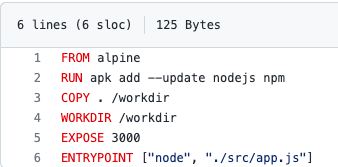 6 lines (6 sloc) 125 Bytes
1 FROM alpine
2 RUN apk add --update nodejs npm
3 COPY . /workdir
4 WORKDIR /workdir
5 EXPOSE 3000
6 ENTRYPOINT ["node", "./src/app.js"]